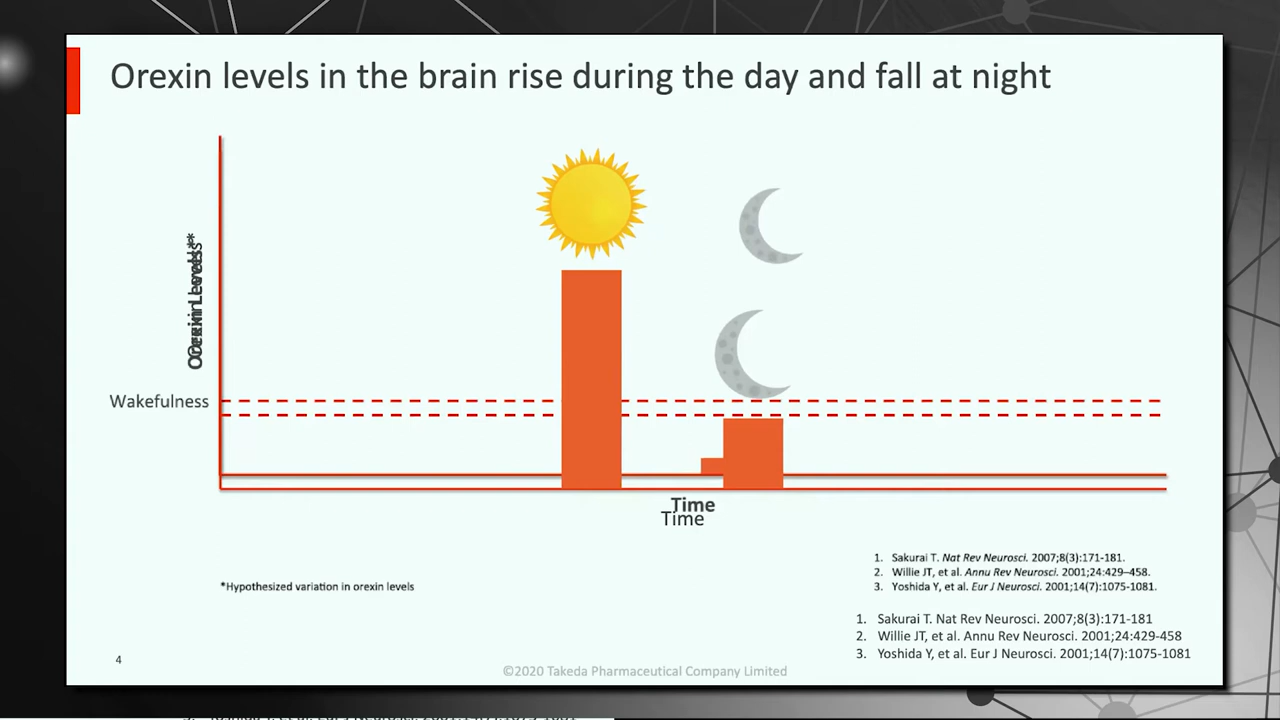 Orexin levels in the brain rise during the day and fall at night
Orexin Levels*
Orexin Levels*
Wakefulness
Time
Time
*Hypothesized variation in orexin levels
1. Sakurai T. Nat Rev Neurosci. 2007;8(3):171-181.
2. Willie JT, et al. Annu Rev Neurosci. 2001;24:429–458.
3. Yoshida Y, et al. Eur J Neurosci. 2001;14(7):1075-1081.
1. Sakurai T. Nat Rev Neurosci. 2007;8(3):171-181
2. Willie JT, et al. Annu Rev Neurosci. 2001;24:429-458
3. Yoshida Y, et al. Eur J Neurosci. 2001;14(7):1075-1081
4
©2020 Takeda Pharmaceutical Company Limited